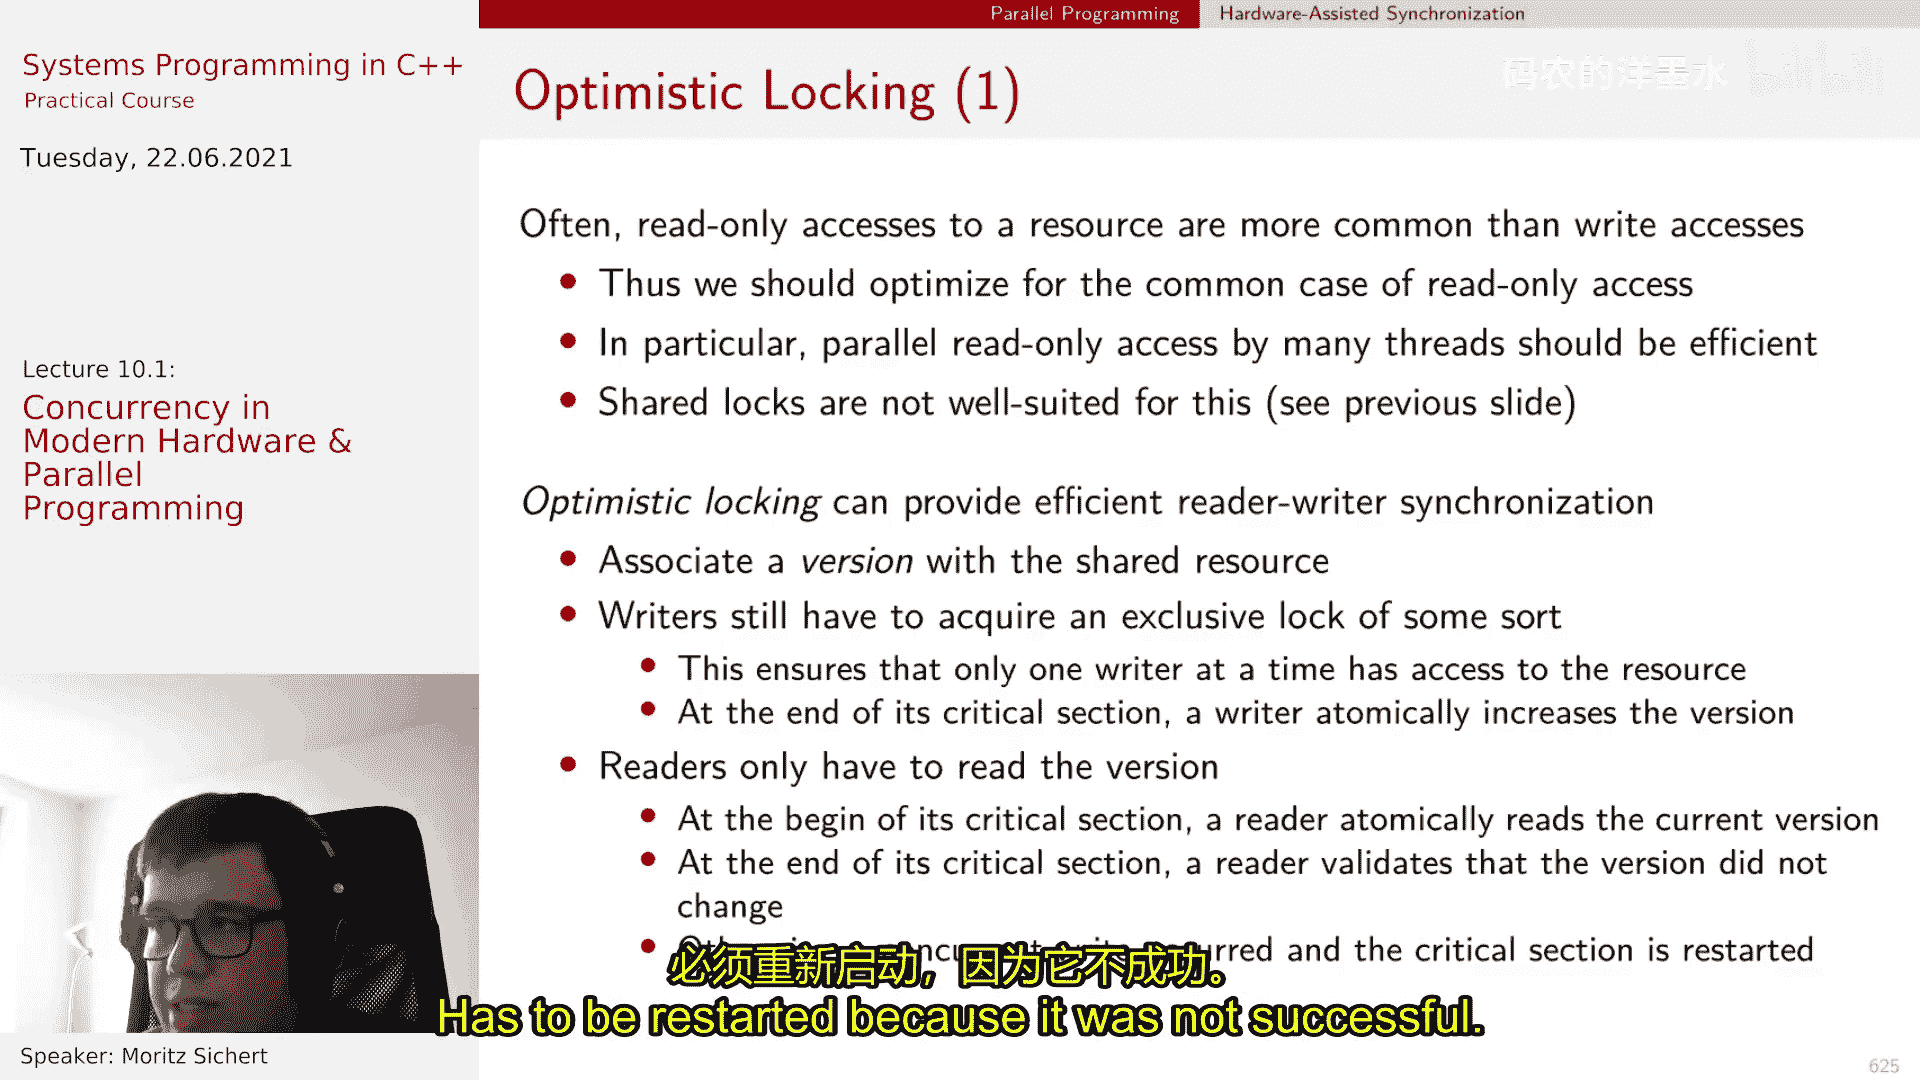 Parallel Programming
Hardware-Assisted Synchronization
Systems Programming in C++
Practical Course
Tuesday, 22.06.2021
Lecture 10.1:
Concurrency in
Modern Hardware &
Parallel
Programming
Optimistic Locking (1)
码农的洋墨水 bilibili
Often, read-only accesses to a resource are more common than write accesses
• Thus we should optimize for the common case of read-only access
• In particular, parallel read-only access by many threads should be efficient
• Shared locks are not well-suited for this (see previous slide)
Optimistic locking can provide efficient reader-writer synchronization
• Associate a version with the shared resource
• Writers still have to acquire an exclusive lock of some sort
• This ensures that only one writer at a time has access to the resource
• At the end of its critical section, a writer atomically increases the version
• Readers only have to read the version
• At the begin of its critical section, a reader atomically reads the current version
• At the end of its critical section, a reader validates that the version did not
change
• and the critical section is restarted
必须重新启动，因为它不成功。
Has to be restarted because it was not successful.
Speaker: Moritz Sichert
625